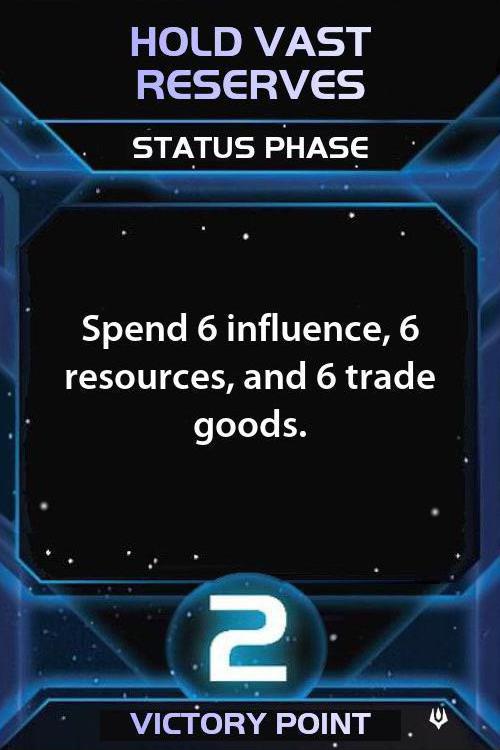 HOLD VAST
RESERVES
STATUS PHASE
Spend 6 influence, 6
resources, and 6 trade
goods.
2
VICTORY POINT